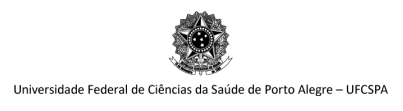 Universidade Federal de Ciências da Saúde de Porto Alegre – UFCSPA